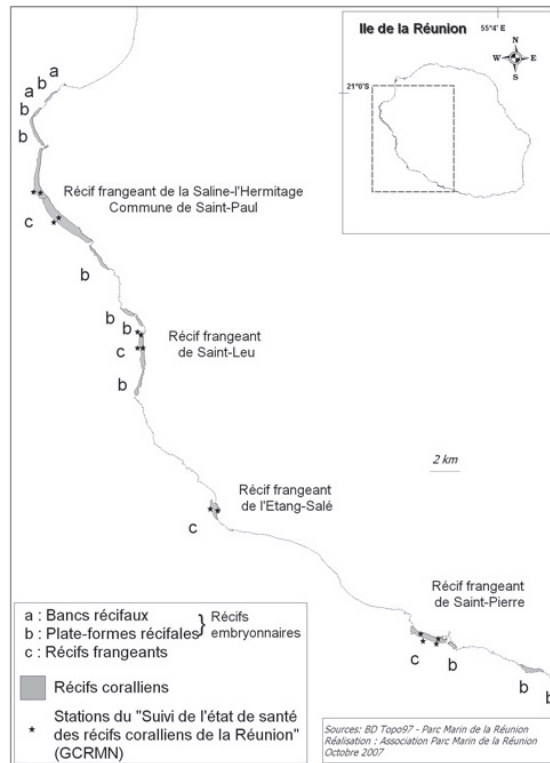 Ile de la Réunion
55°4' E
N
W E
S
21°0'S
a
b
a
b
b
Récif frangeant de la Saline-l'Hermitage
Commune de Saint-Paul
c
b
b
b
Récif frangeant
de Saint-Leu
c
b
2 km
Récif frangeant
de l'Etang-Salé
c
Récif frangeant
de Saint-Pierre
c
b
b
b
a : Bancs récifaux
b : Plate-formes récifales
} Récifs
embryonnaires
c : Récifs frangeants
Récifs coralliens
Stations du "Suivi de l'état de santé
des récifs coralliens de la Réunion"
(GCRMN)
Sources: BD Topo97 - Parc Marin de la Réunion
Réalisation : Association Parc Marin de la Réunion
Octobre 2007